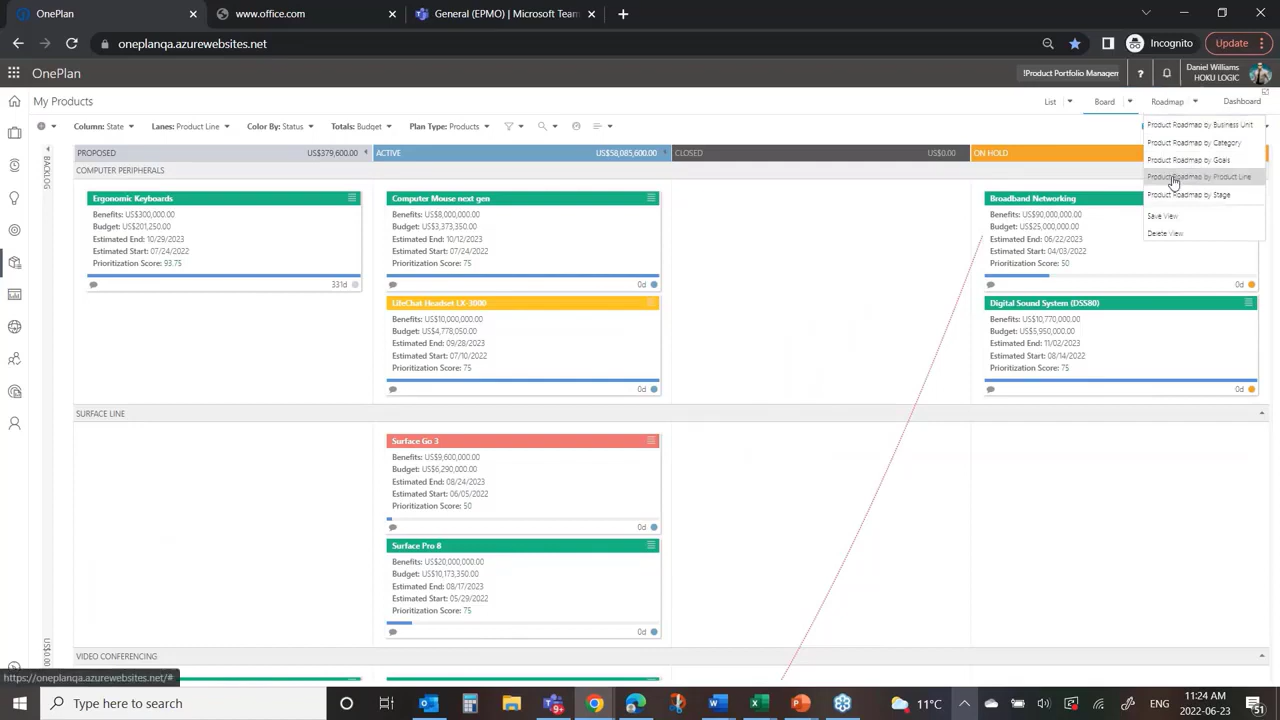 OnePlan
www.office.com
General (EPMO) | Microsoft Team
oneplanqa.azurewebsites.net
Incognito
Update
OnePlan
!Product Portfolio Managem
?
Daniel Williams
HOKU LOGIC
My Products
List
Board
Roadmap
Dashboard
Column: State
Lanes: Product Line
Color By: Status
Totals: Budget
Plan Type: Products
Product Roadmap by Business Unit
Product Roadmap by Category
Product Roadmap by Goals
Product Roadmap by Product Line
Product Roadmap by Stage
Save View
Delete View
BACKLOG
US$0.00
PROPOSED
US$379,600.00
ACTIVE
US$58,085,600.00
CLOSED
US$0.00
ON HOLD
COMPUTER PERIPHERALS
Ergonomic Keyboards
Benefits: US$300,000.00
Budget: US$201,250.00
Estimated End: 10/29/2023
Estimated Start: 07/24/2022
Prioritization Score: 93.75
331d
Computer Mouse next gen
Benefits: US$8,000,000.00
Budget: US$3,373,350.00
Estimated End: 10/12/2023
Estimated Start: 07/24/2022
Prioritization Score: 75
0d
LifeChat Headset LX-3000
Benefits: US$10,000,000.00
Budget: US$4,778,050.00
Estimated End: 09/28/2023
Estimated Start: 07/10/2022
Prioritization Score: 75
0d
Broadband Networking
Benefits: US$90,000,000.00
Budget: US$25,000,000.00
Estimated End: 06/22/2023
Estimated Start: 04/03/2022
Prioritization Score: 50
0d
Digital Sound System (DSS80)
Benefits: US$10,770,000.00
Budget: US$5,950,000.00
Estimated End: 11/02/2023
Estimated Start: 08/14/2022
Prioritization Score: 75
0d
SURFACE LINE
Surface Go 3
Benefits: US$9,600,000.00
Budget: US$6,290,000.00
Estimated End: 08/24/2023
Estimated Start: 06/05/2022
Prioritization Score: 50
0d
Surface Pro 8
Benefits: US$20,000,000.00
Budget: US$10,173,350.00
Estimated End: 08/17/2023
Estimated Start: 05/29/2022
Prioritization Score: 75
0d
VIDEO CONFERENCING
https://oneplanqa.azurewebsites.net/#
Type here to search
11°C
11:24 AM
2022-06-23
51